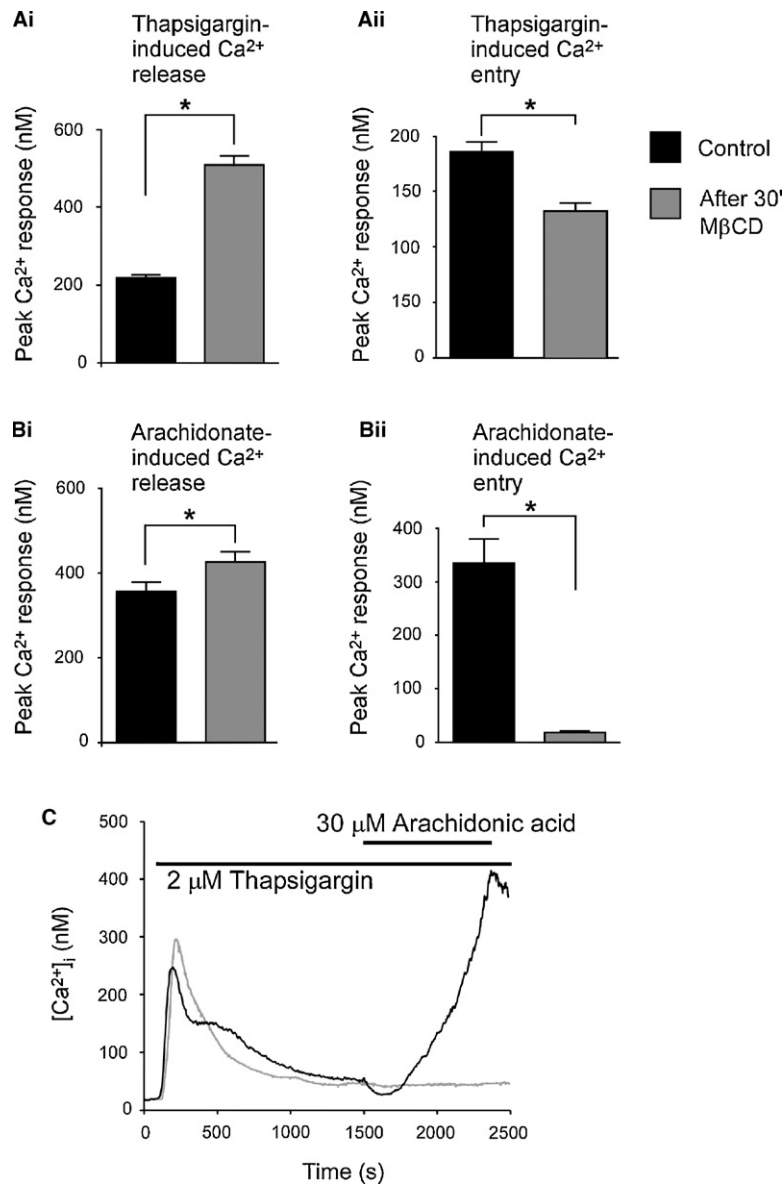 Ai
Thapsigargin-
induced Ca²⁺
release
Peak Ca²⁺ response (nM)
600
400
200
0
*
Aii
Thapsigargin-
induced Ca²⁺
entry
Peak Ca²⁺ response (nM)
200
150
100
150
0
*
Control
After 30'
MβCD
Bi
Arachidonate-
induced Ca²⁺
release
Peak Ca²⁺ response (nM)
600
400
200
0
*
Bii
Arachidonate-
induced Ca²⁺
entry
Peak Ca²⁺ response (nM)
400
300
200
100
0
*
C
30 μM Arachidonic acid
2 μM Thapsigargin
[Ca²⁺]i (nM)
500
400
300
200
100
0
0 500 1000 1500 2000 2500
Time (s)